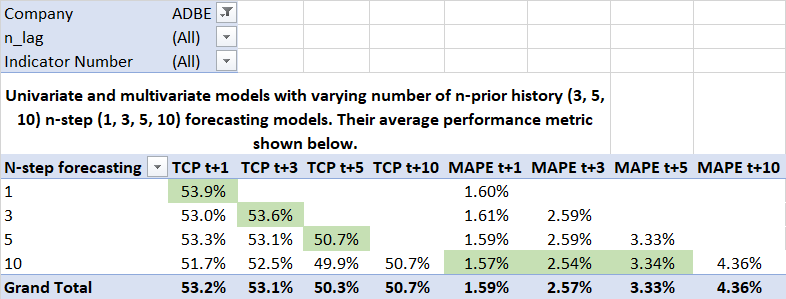 Company ADBE
n_lag (All)
Indicator Number (All)
Univariate and multivariate models with varying number of n-prior history (3, 5,
10) n-step (1, 3, 5, 10) forecasting models. Their average performance metric
shown below.
N-step forecasting TCP t+1 TCP t+3 TCP t+5 TCP t+10 MAPE t+1 MAPE t+3 MAPE t+5 MAPE t+10
1 53.9% 1.60%
3 53.0% 53.6% 1.61% 2.59%
5 53.3% 53.1% 50.7% 1.59% 2.59% 3.33%
10 51.7% 52.5% 49.9% 50.7% 1.57% 2.54% 3.34% 4.36%
Grand Total 53.2% 53.1% 50.3% 50.7% 1.59% 2.57% 3.33% 4.36%